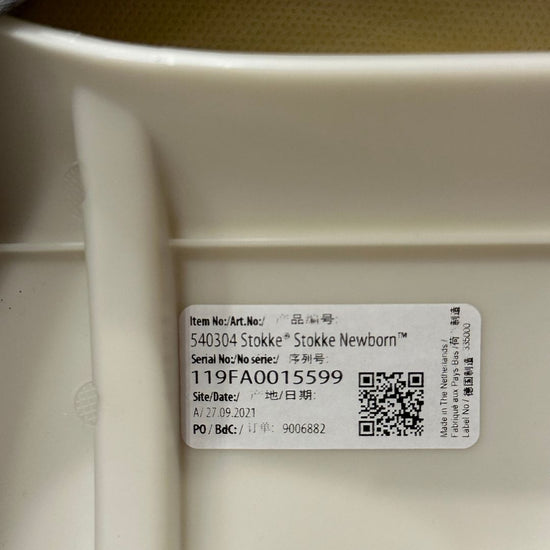 Item No:/Art.No:/ 产品编号:
540304 Stokke® Stokke Newborn™
Serial No:/No série:/ 序列号:
119FA0015599
Site/Date:/ 产地/日期:
A/ 27.09.2021
PO / BdC:/ 订单: 9006882
Made in The Netherlands /
Fabriqué aux Pays Bas / 荷 制造
Label No / 德国制造 335000